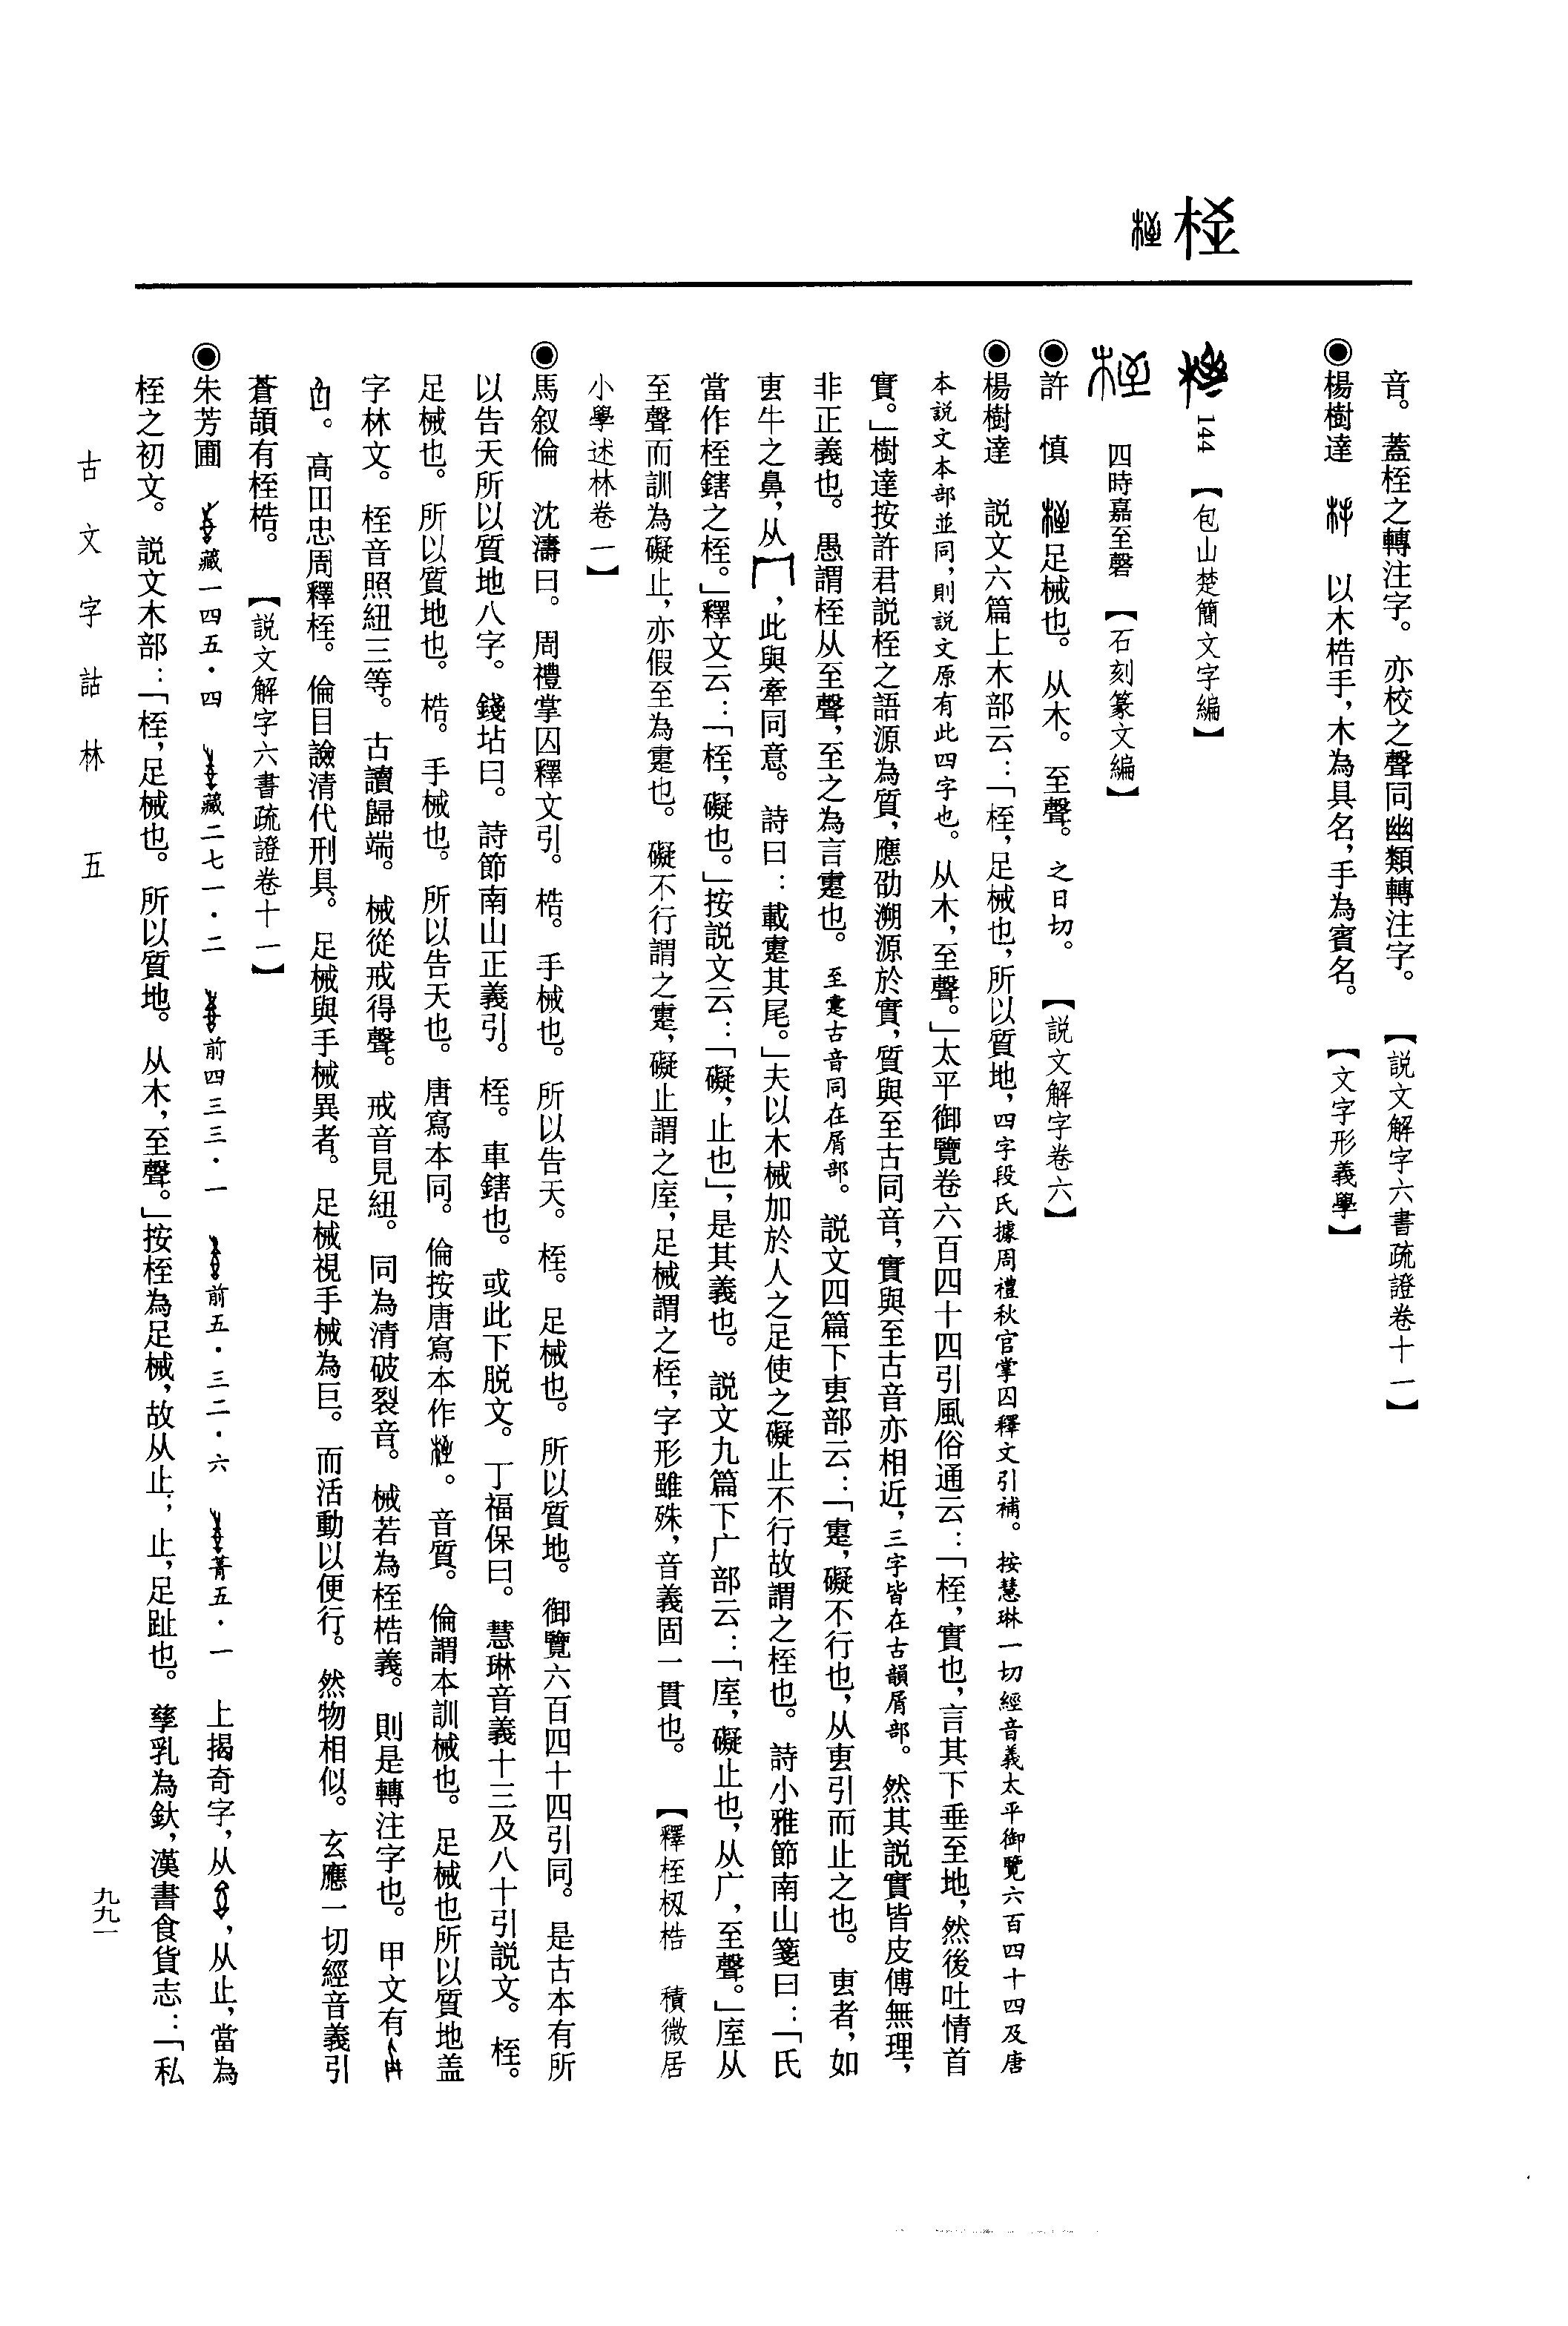 桎
音。蓋桎之轉注字。亦校之聲同幽類轉注字。【説文解字六書疏證卷十一】
◉楊樹達 以木梏手,木為具名,手為賓名。【文字形義學】
144【包山楚簡文字編】
四時嘉至磬【石刻篆文編】
◉許 慎 足械也。从木。至聲。之日切。【説文解字卷六】
◉楊樹達 説文六篇上木部云:「桎,足械也,所以質地,四字段氏據周禮秋官掌囚釋文引補。按慧琳一切經音義太平御覽六百四十四及唐
本説文木部並同,則説文原有此四字也。从木,至聲。」太平御覽卷六百四十四引風俗通云:「桎,實也,言其下垂至地,然後吐情首
實。」樹達按許君説桎之語源為質,應劭溯源於實,質與至古同音,實與至古音亦相近,三字皆在古韻屑部。然其説實皆皮傅無理,
非正義也。愚謂桎从至聲,至之為言疐也。至疐古音同在屑部。説文四篇下叀部云:「疐,礙不行也,从叀引而止之也。叀者,如
叀牛之鼻,从冂,此與牽同意。詩曰:載疐其尾。」夫以木械加於人之足使之礙止不行故謂之桎也。詩小雅節南山箋曰:「氏
當作桎鎋之桎。」釋文云:「桎,礙也。」按説文云:「礙,止也」,是其義也。説文九篇下广部云:「庢,礙止也,从广,至聲。」庢从
至聲而訓為礙止,亦假至為疐也。礙不行謂之疐,礙止謂之庢,足械謂之桎,字形雖殊,音義固一貫也。【釋桎杒梏 積微居
小學述林卷一】
◉馬叙倫 沈濤曰。周禮掌囚釋文引。梏。手械也。所以告天。桎。足械也。所以質地。御覽六百四十四引同。是古本有所
以告天所以質地八字。錢坫曰。詩節南山正義引。桎。車鎋也。或此下脱文。丁福保曰。慧琳音義十三及八十引説文。桎。
足械也。所以質地也。梏。手械也。所以告天也。唐寫本同。倫按唐寫本作。音質。倫謂本訓械也。足械也所以質地盖
字林文。桎音照紐三等。古讀歸端。械從戒得聲。戒音見紐。同為清破裂音。械若為桎梏義。則是轉注字也。甲文有
。高田忠周釋桎。倫目譣清代刑具。足械與手械異者。足械視手械為巨。而活動以便行。然物相似。玄應一切經音義引
蒼頡有桎梏。【説文解字六書疏證卷十一】
◉朱芳圃 藏一四五·四 藏二七一·二 前四三三·一 前五·三二·六 菁五·一 上揭奇字,从,从止,當為
桎之初文。説文木部:「桎,足械也。所以質地。从木,至聲。」按桎為足械,故从止;止,足趾也。孳乳為釱,漢書食貨志:「私
古文字詁林 五
九九一